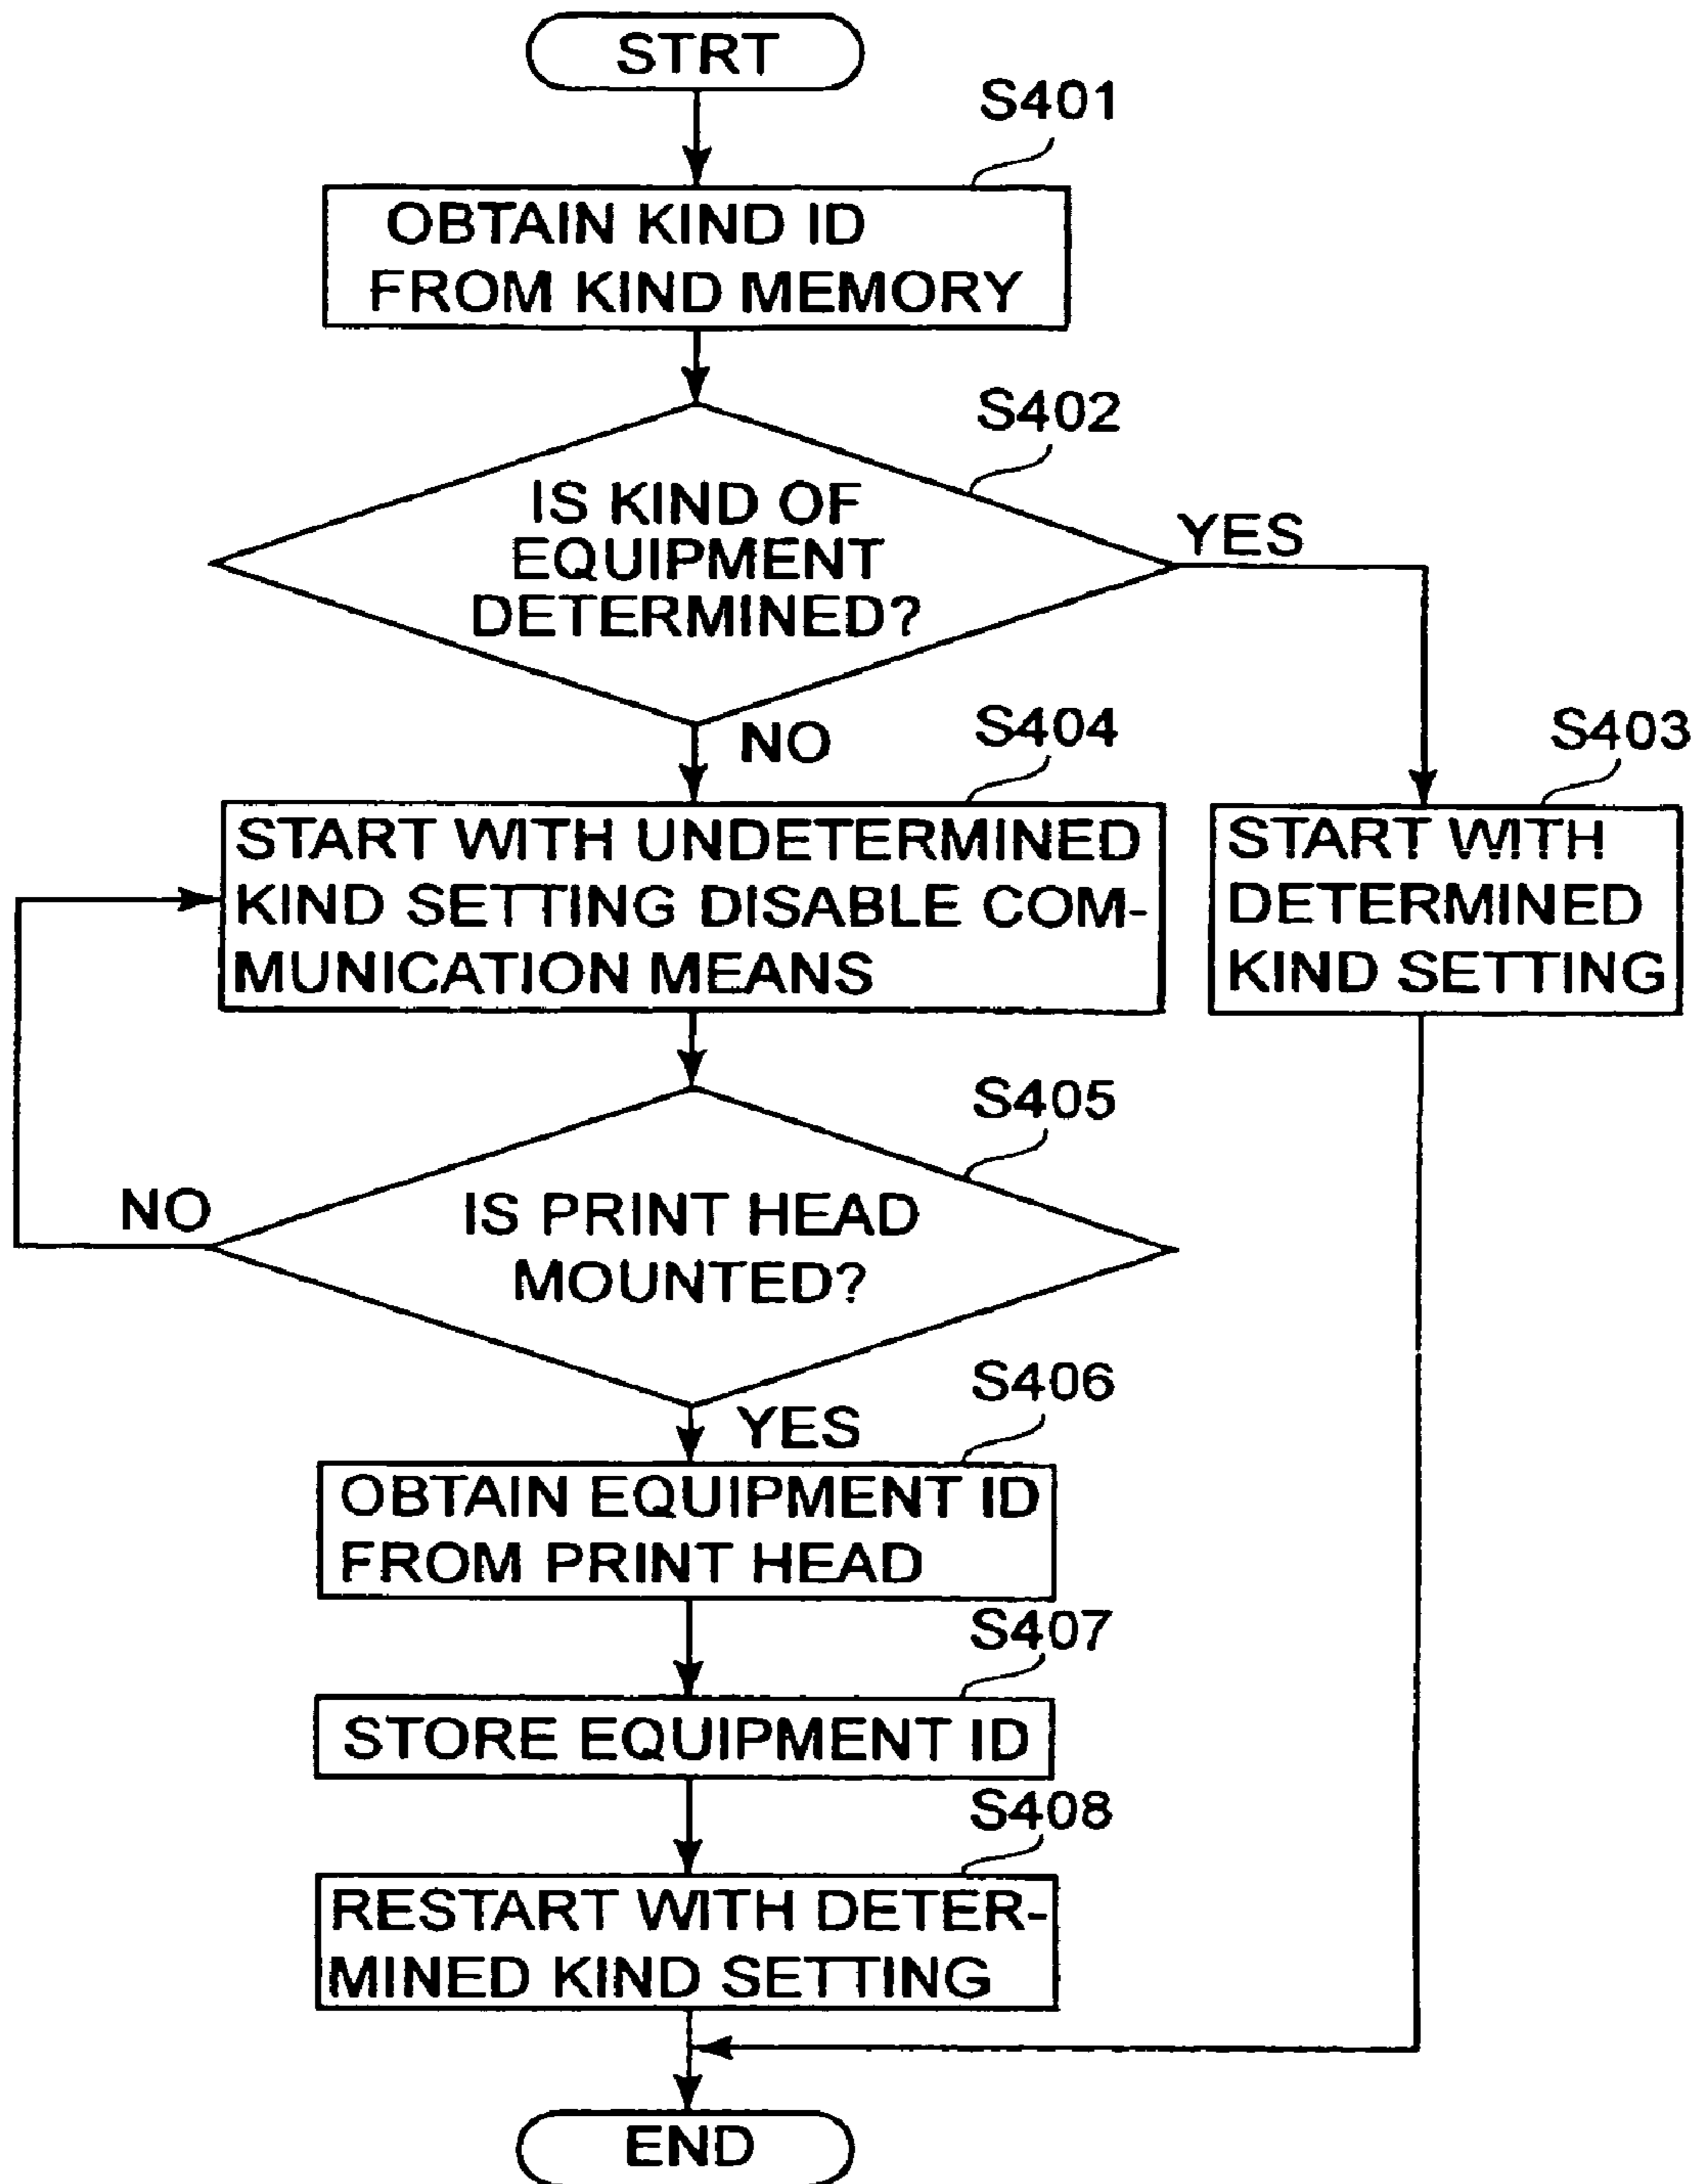 STRT
S401
OBTAIN KIND ID
FROM KIND MEMORY
S402
IS KIND OF
EQUIPMENT
DETERMINED?
YES
NO
S404
START WITH UNDETERMINED
KIND SETTING DISABLE COM-
MUNICATION MEANS
S403
START WITH
DETERMINED
KIND SETTING
S405
IS PRINT HEAD
MOUNTED?
NO
YES
S406
OBTAIN EQUIPMENT ID
FROM PRINT HEAD
S407
STORE EQUIPMENT ID
S408
RESTART WITH DETER-
MINED KIND SETTING
END